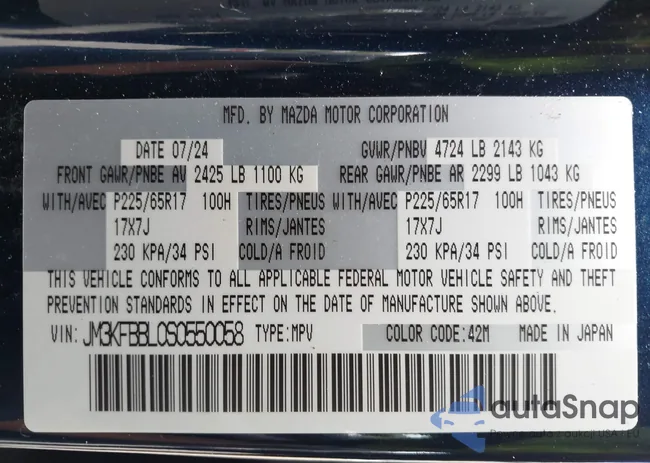 MFD. BY MAZDA MOTOR CORPORATION
DATE 07/24 GVWR/PNBV 4724 LB 2143 KG
FRONT GAWR/PNBE AV 2425 LB 1100 KG REAR GAWR/PNBE AR 2299 LB 1043 KG
WITH/AVEC P225/65R17 100H TIRES/PNEUS WITH/AVEC P225/65R17 100H TIRES/PNEUS
17X7J RIMS/JANTES 17X7J RIMS/JANTES
230 KPA/34 PSI COLD/A FROID 230 KPA/34 PSI COLD/A FROID
THIS VEHICLE CONFORMS TO ALL APPLICABLE FEDERAL MOTOR VEHICLE SAFETY AND THEFT
PREVENTION STANDARDS IN EFFECT ON THE DATE OF MANUFACTURE SHOWN ABOVE.
VIN: JM3KFBBL0S0550058 TYPE:MPV COLOR CODE:42M MADE IN JAPAN
autaSnap